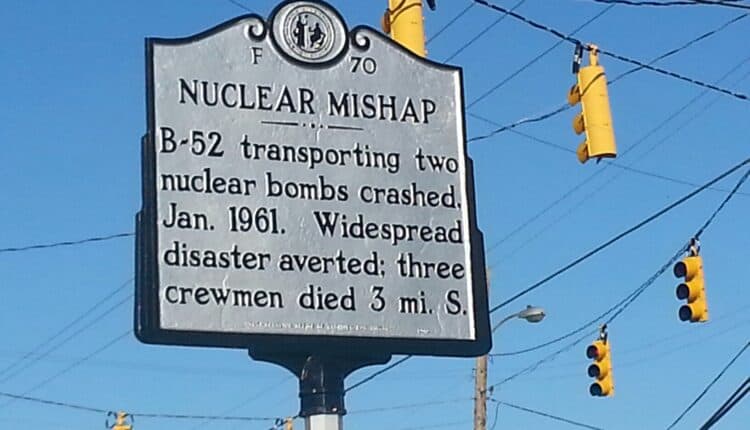 F 70
NUCLEAR MISHAP
B-52 transporting two
nuclear bombs crashed,
Jan. 1961. Widespread
disaster averted; three
crewmen died 3 mi. S.